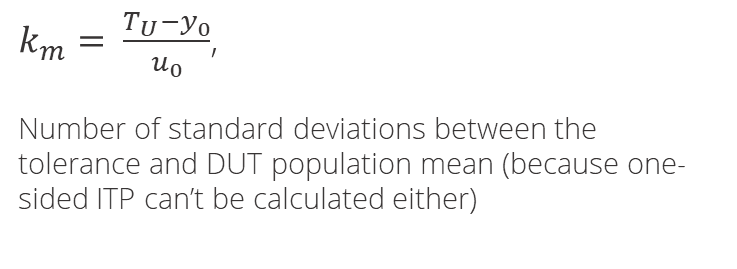 k_m = (T_U − y_0) / u_0,
Number of standard deviations between the
tolerance and DUT population mean (because one-
sided ITP can't be calculated either)